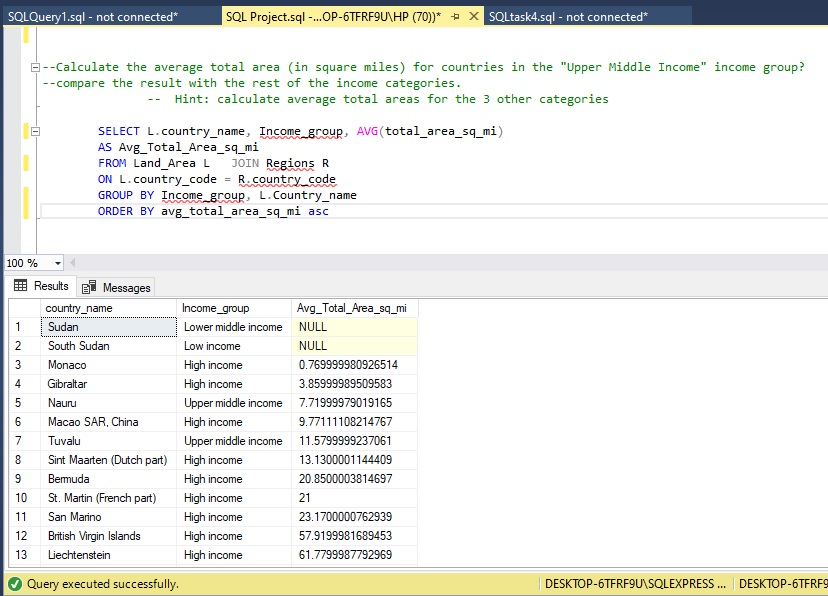 SQLQuery1.sql - not connected* SQL Project.sql -...OP-6TFRF9U\HP (70))* SQLtask4.sql - not connected*
--Calculate the average total area (in square miles) for countries in the "Upper Middle Income" income group?
--compare the result with the rest of the income categories.
-- Hint: calculate average total areas for the 3 other categories
SELECT L.country_name, Income_group, AVG(total_area_sq_mi)
AS Avg_Total_Area_sq_mi
FROM Land_Area L JOIN Regions R
ON L.country_code = R.country_code
GROUP BY Income_group, L.Country_name
ORDER BY avg_total_area_sq_mi asc
100 %
Results Messages
country_name Income_group Avg_Total_Area_sq_mi
1 Sudan Lower middle income NULL
2 South Sudan Low income NULL
3 Monaco High income 0.769999980926514
4 Gibraltar High income 3.85999989509583
5 Nauru Upper middle income 7.71999979019165
6 Macao SAR, China High income 9.77111108214767
7 Tuvalu Upper middle income 11.5799999237061
8 Sint Maarten (Dutch part) High income 13.1300001144409
9 Bermuda High income 20.8500003814697
10 St. Martin (French part) High income 21
11 San Marino High income 23.1700000762939
12 British Virgin Islands High income 57.9199981689453
13 Liechtenstein High income 61.7799987792969
Query executed successfully. DESKTOP-6TFRF9U\SQLEXPRESS ... DESKTOP-6TFRF9